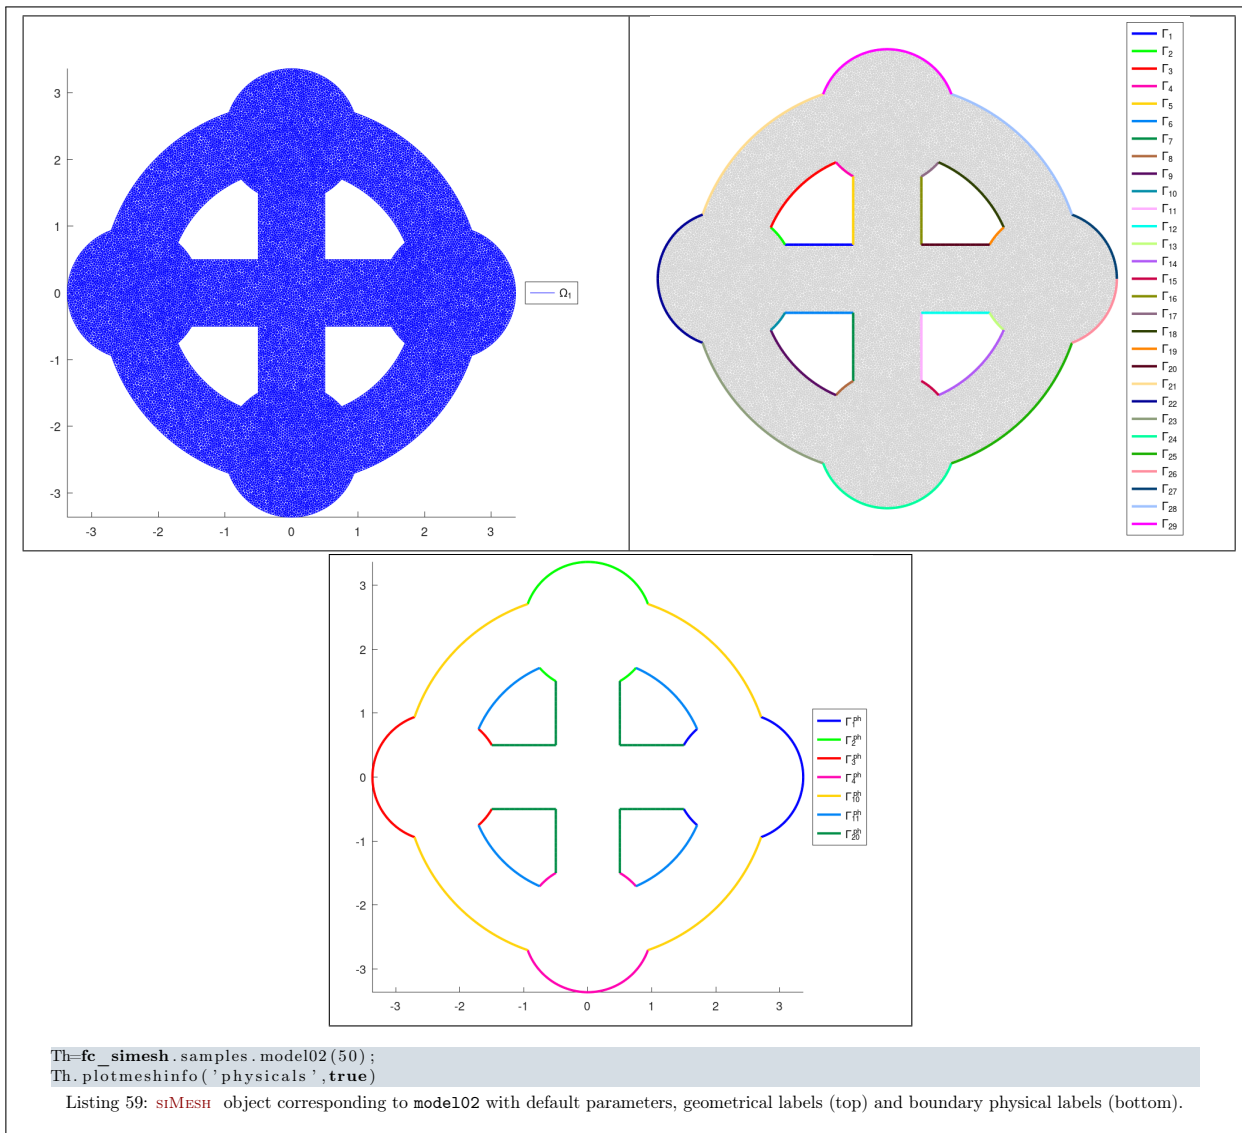 3
2
1
0
-1
-2
-3
-3 -2 -1 0 1 2 3
Ω1
Γ1
Γ2
Γ3
Γ4
Γ5
Γ6
Γ7
Γ8
Γ9
Γ10
Γ11
Γ12
Γ13
Γ14
Γ15
Γ16
Γ17
Γ18
Γ19
Γ20
Γ21
Γ22
Γ23
Γ24
Γ25
Γ26
Γ27
Γ28
Γ29
3
2
1
0
-1
-2
-3
-3 -2 -1 0 1 2 3
Γ1ph
Γ2ph
Γ3ph
Γ4ph
Γ10ph
Γ11ph
Γ20ph
Th=fc_simesh.samples.model02(50);
Th.plotmeshinfo('physicals',true)
Listing 59: SIMESH object corresponding to model02 with default parameters, geometrical labels (top) and boundary physical labels (bottom).